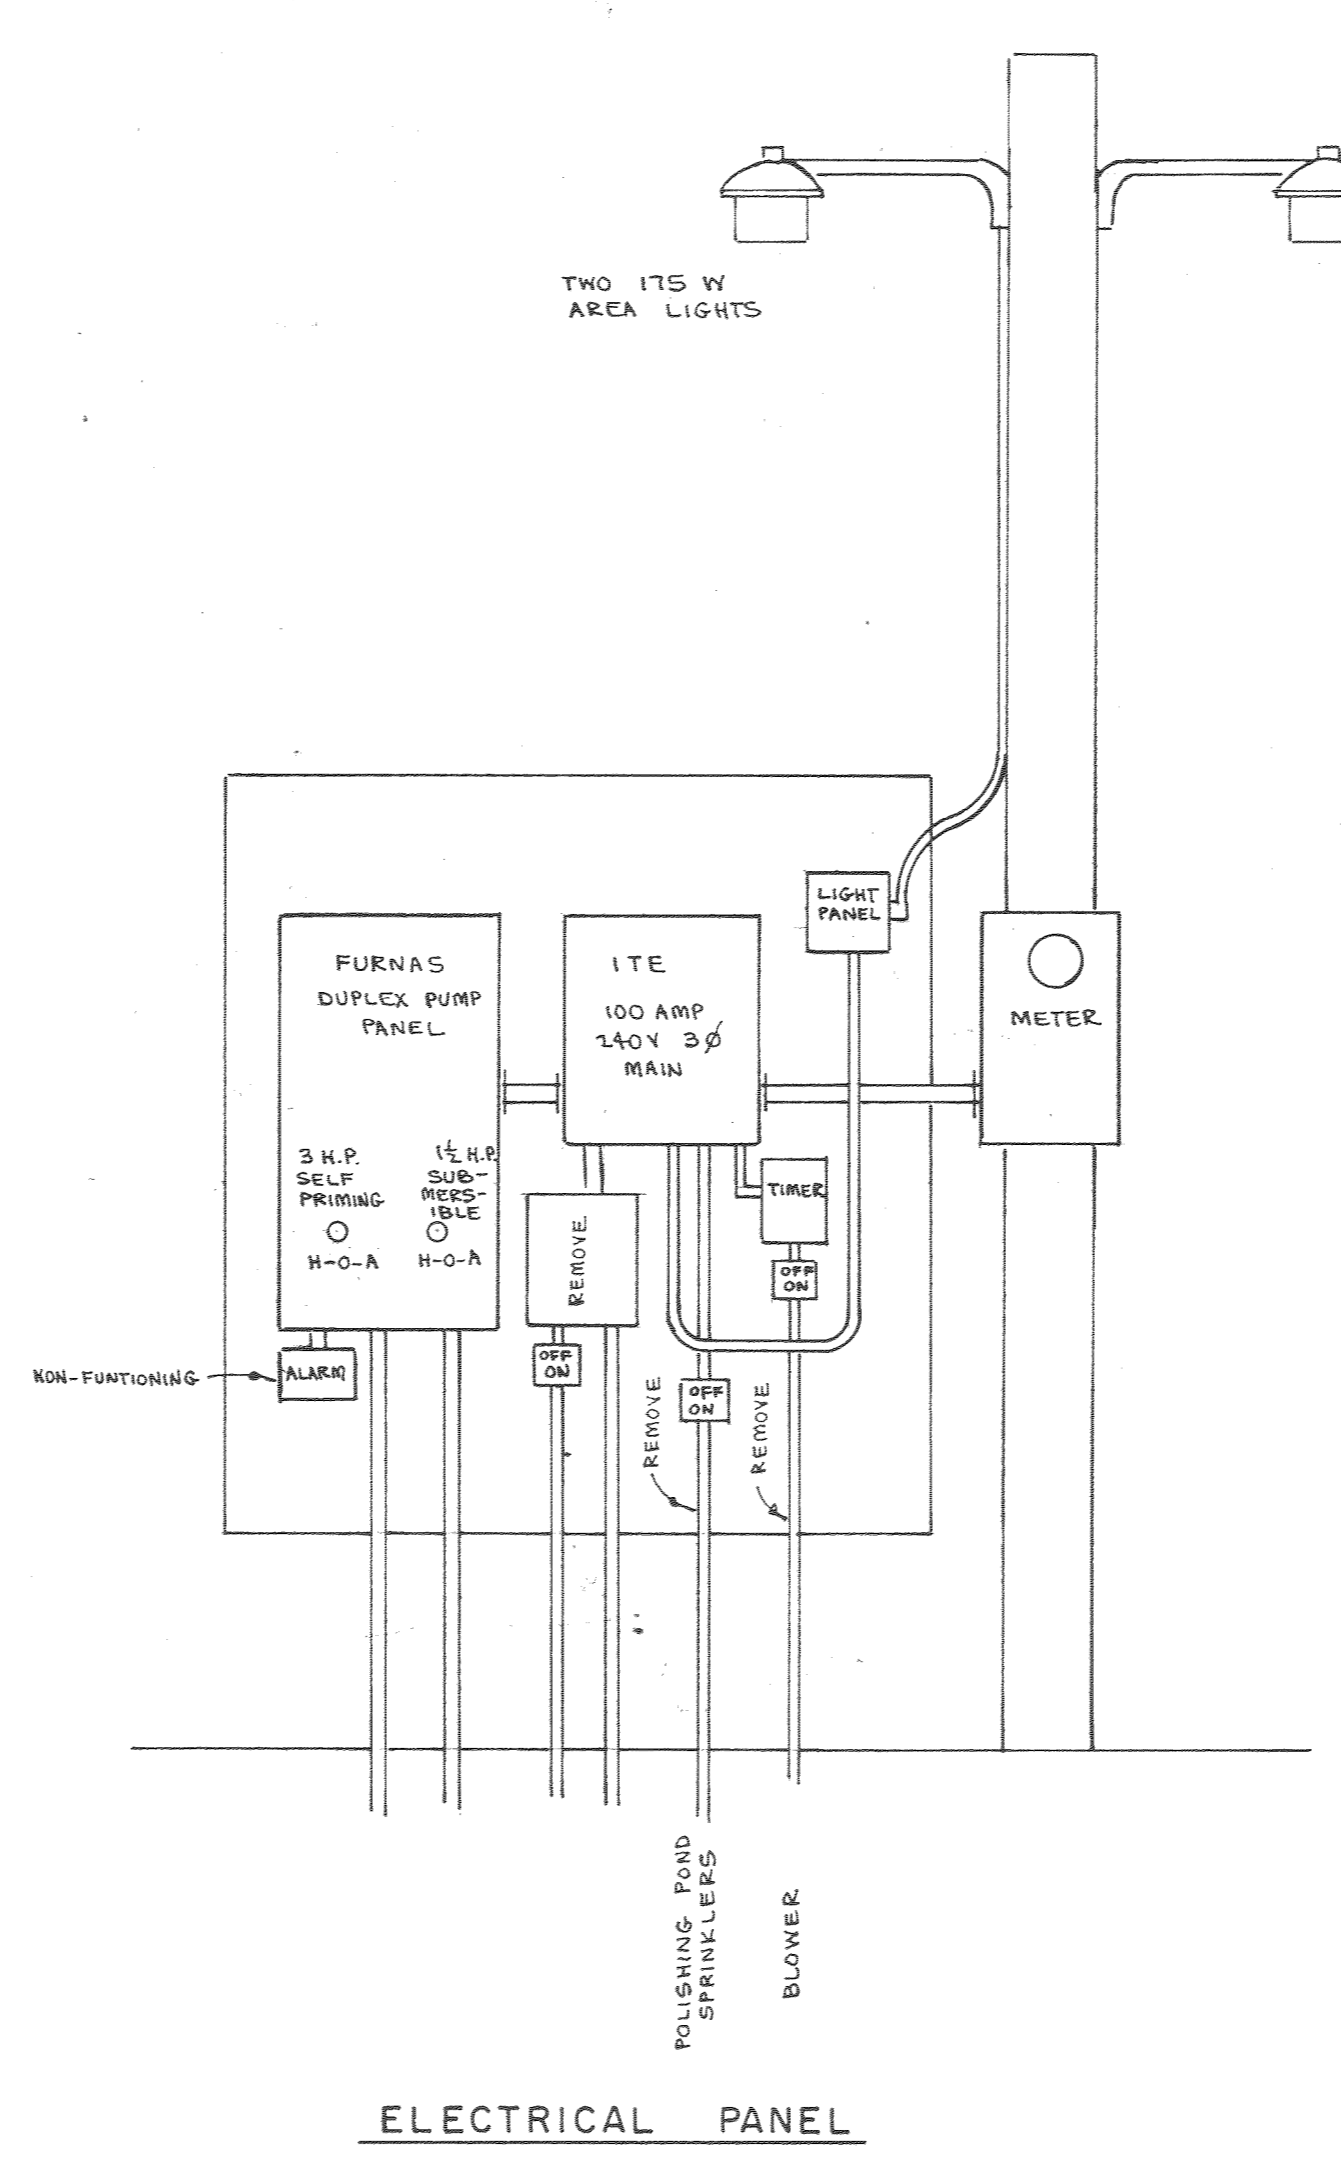 TWO 175 W
AREA LIGHTS
LIGHT
PANEL
FURNAS
DUPLEX PUMP
PANEL
ITE
100 AMP
240V 3Ø
MAIN
METER
3 H.P.
SELF
PRIMING
H-O-A
1½ H.P.
SUB-
MERS-
IBLE
H-O-A
REMOVE
TIMER
OFF
ON
OFF
ON
NON-FUNTIONING
ALARM
REMOVE
OFF
ON
REMOVE
POLISHING POND
SPRINKLERS
BLOWER
ELECTRICAL PANEL